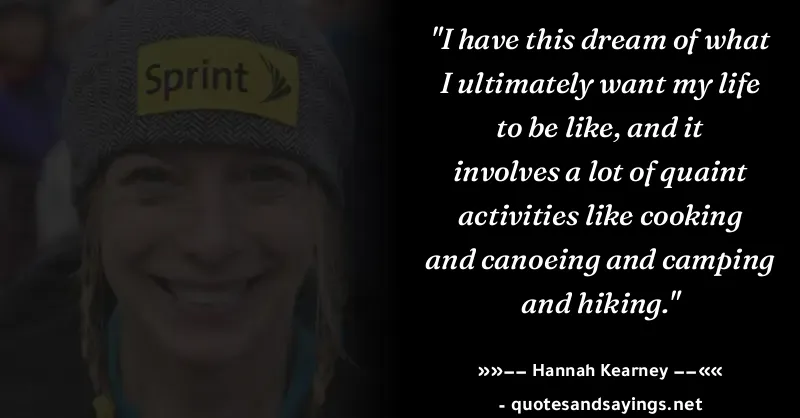 Sprint
"I have this dream of what
I ultimately want my life
to be like, and it
involves a lot of quaint
activities like cooking
and canoeing and camping
and hiking."
»»—— Hannah Kearney ——««
- quotesandsayings.net